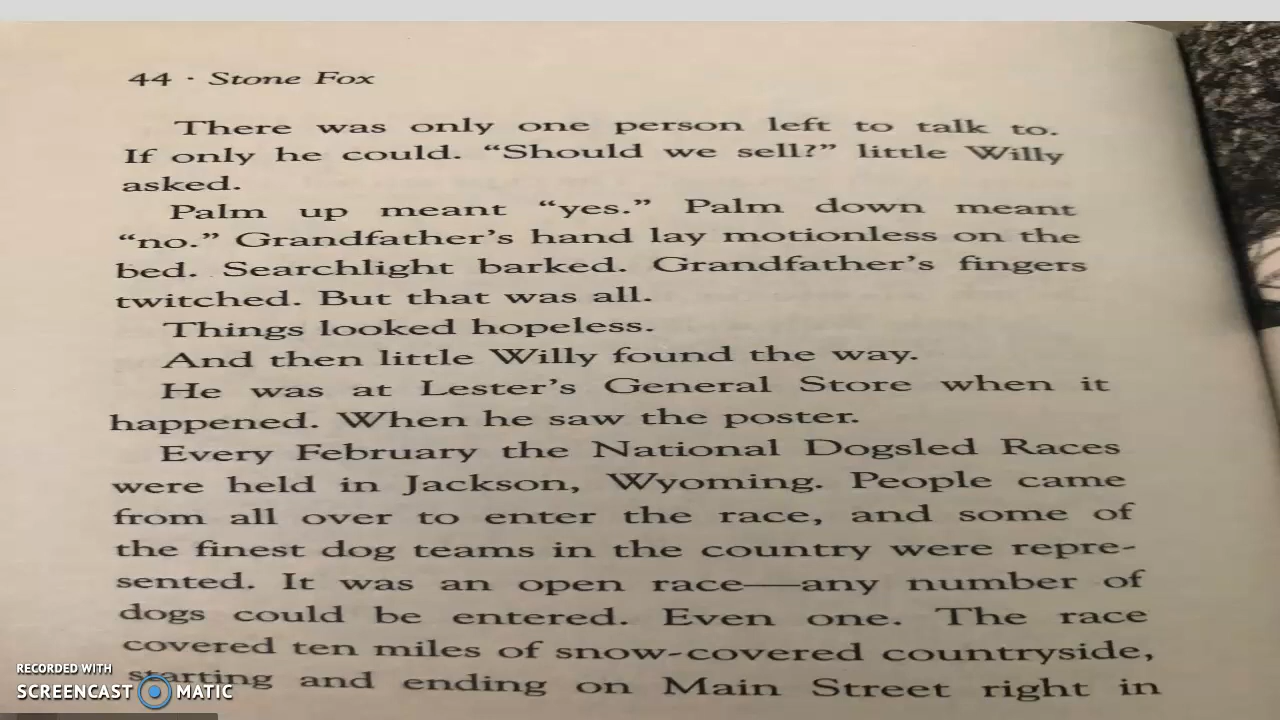 44 · Stone Fox
There was only one person left to talk to.
If only he could. “Should we sell?” little Willy
asked.
Palm up meant “yes.” Palm down meant
“no.” Grandfather’s hand lay motionless on the
bed. Searchlight barked. Grandfather’s fingers
twitched. But that was all.
Things looked hopeless.
And then little Willy found the way.
He was at Lester’s General Store when it
happened. When he saw the poster.
Every February the National Dogsled Races
were held in Jackson, Wyoming. People came
from all over to enter the race, and some of
the finest dog teams in the country were repre-
sented. It was an open race—any number of
dogs could be entered. Even one. The race
covered ten miles of snow-covered countryside,
starting and ending on Main Street right in
RECORDED WITH
SCREENCAST MATIC